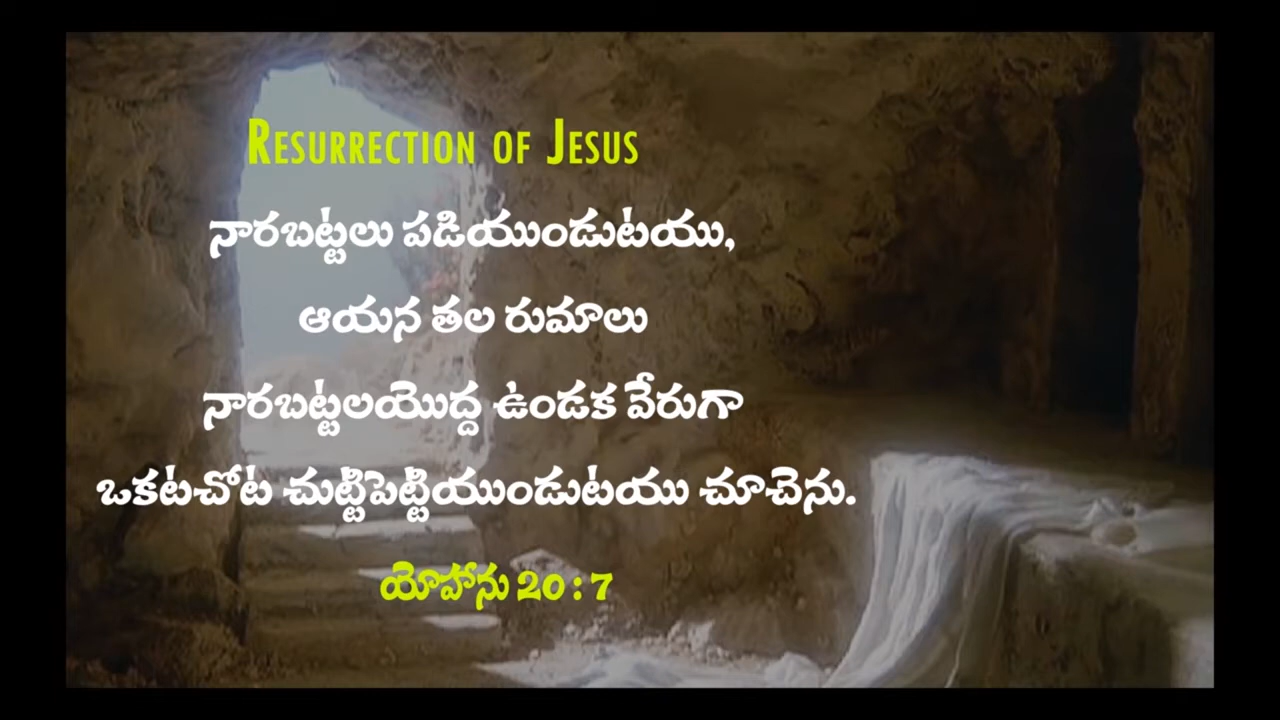 Resurrection of Jesus
నారబట్టలు పడియుండుటయు,
ఆయన తల రుమాలు
నారబట్టలయొద్ద ఉండక వేరుగా
ఒకటచోట చుట్టిపెట్టియుండుటయు చూచెను.
యోహాను 20 : 7